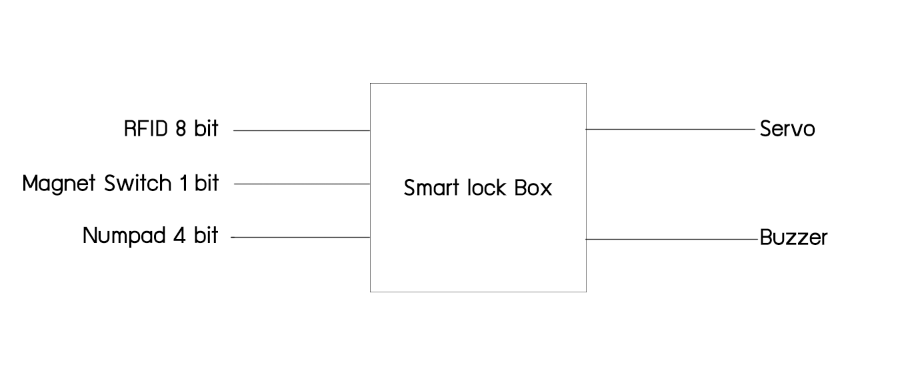 RFID 8 bit
Servo
Magnet Switch 1 bit
Smart lock Box
Numpad 4 bit
Buzzer